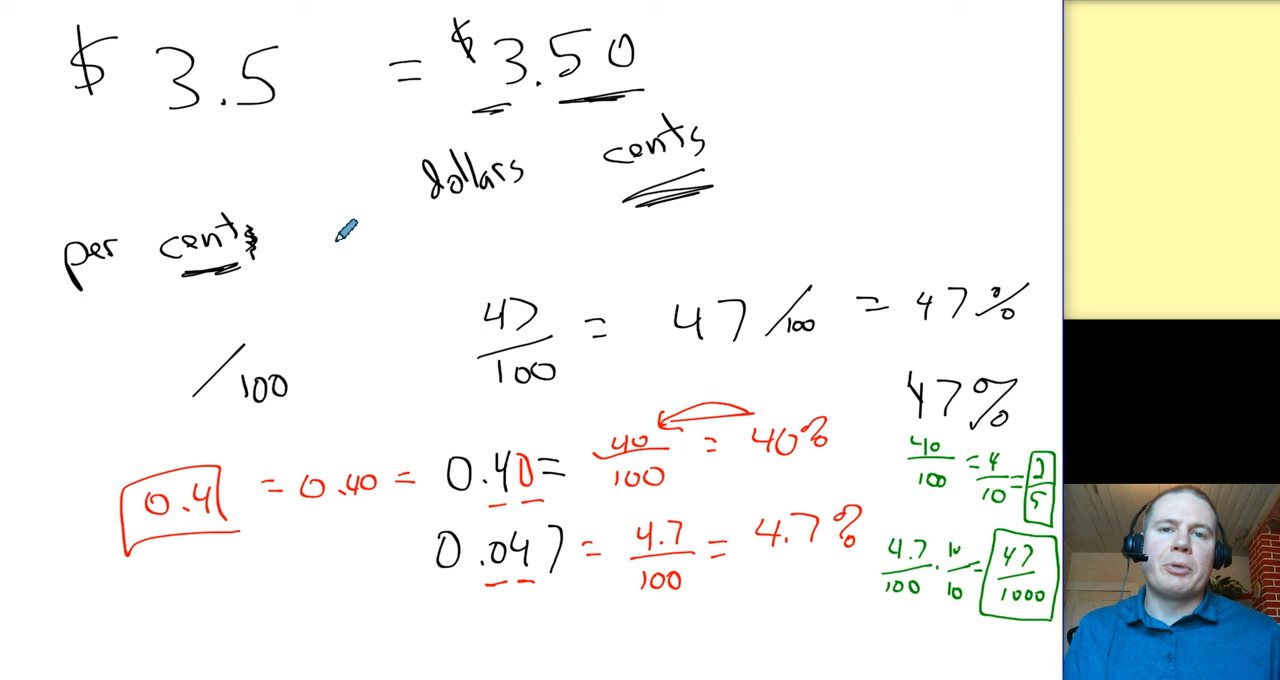 $ 3.5 = $3.50
dollars cents
per cent
47/100 = 47/100 = 47%
/100
47%
0.4 = 0.40 = 0.40 = 40/100 = 40%
40/100 = 4/10 = 2/5
0.047 = 4.7/100 = 4.7%
4.7/100 · 10/10 = 47/1000